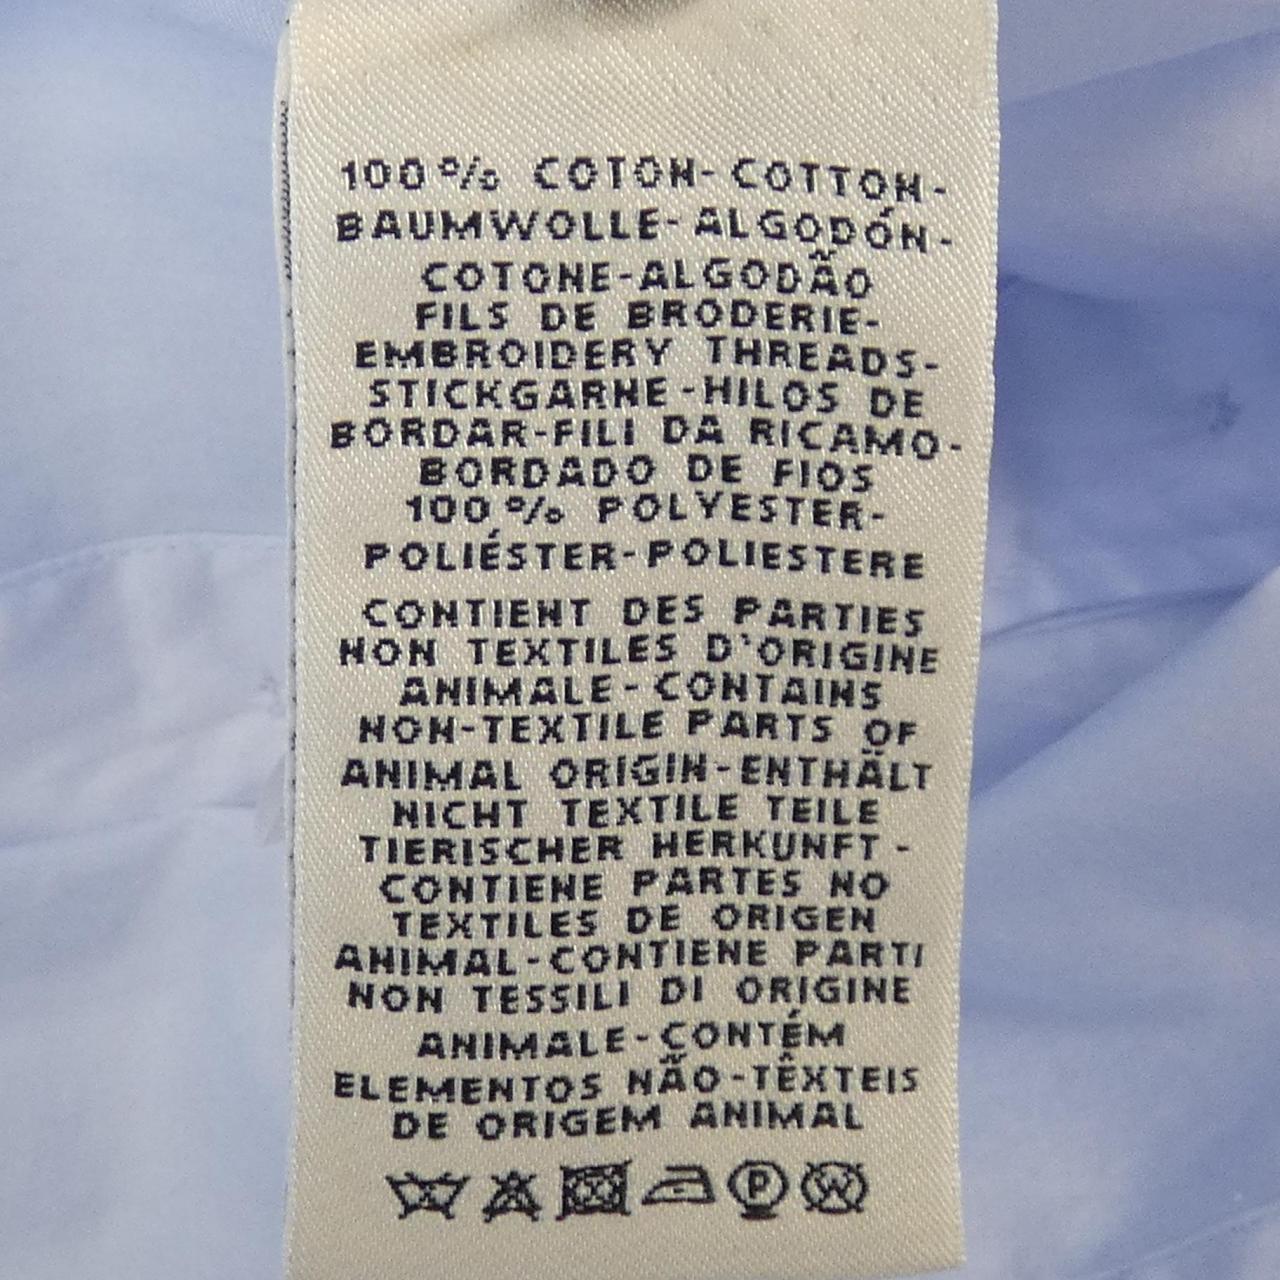 100% COTON-COTTON-
BAUMWOLLE-ALGODÓN-
COTONE-ALGODÃO
FILS DE BRODERIE-
EMBROIDERY THREADS-
STICKGARNE-HILOS DE
BORDAR-FILI DA RICAMO-
BORDADO DE FIOS
100% POLYESTER-
POLIÉSTER-POLIESTERE
CONTIENT DES PARTIES
NON TEXTILES D'ORIGINE
ANIMALE-CONTAINS
NON-TEXTILE PARTS OF
ANIMAL ORIGIN-ENTHÄLT
NICHT TEXTILE TEILE
TIERISCHER HERKUNFT-
CONTIENE PARTES NO
TEXTILES DE ORIGEN
ANIMAL-CONTIENE PARTI
NON TESSILI DI ORIGINE
ANIMALE-CONTÉM
ELEMENTOS NÃO-TÊXTEIS
DE ORIGEM ANIMAL
P W